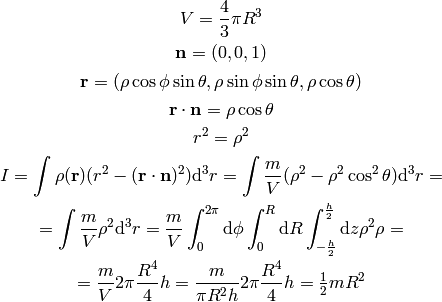 V = \frac{4}{3}\pi R^3
\mathbf{n} = (0, 0, 1)
\mathbf{r} = (\rho \cos\phi \sin\theta, \rho \sin\phi \sin\theta, \rho \cos\theta)
\mathbf{r} \cdot \mathbf{n} = \rho \cos\theta
r^2 = \rho^2
I = \int \rho(\mathbf{r})(r^2 - (\mathbf{r} \cdot \mathbf{n})^2)\mathrm{d}^3r = \int \frac{m}{V}(\rho^2 - \rho^2 \cos^2\theta)\mathrm{d}^3r =
= \int \frac{m}{V}\rho^2\mathrm{d}^3r = \frac{m}{V} \int_0^{2\pi} \mathrm{d}\phi \int_0^R \mathrm{d}R \int_{-\frac{h}{2}}^{\frac{h}{2}} \mathrm{d}z\rho^2\rho =
= \frac{m}{V} 2\pi \frac{R^4}{4} h = \frac{m}{\pi R^2 h} 2\pi \frac{R^4}{4} h = \frac{1}{2} mR^2